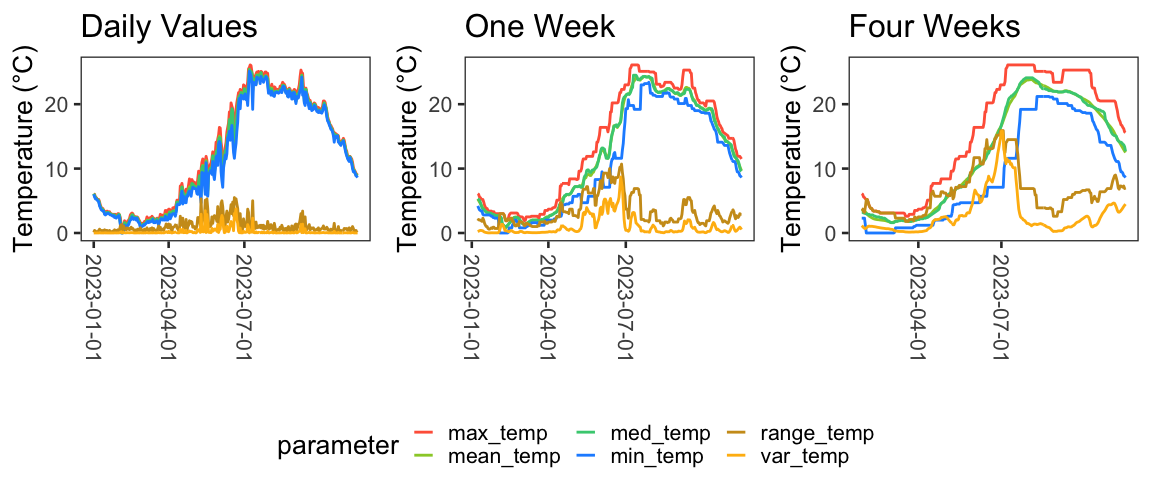 Daily Values
One Week
Four Weeks
Temperature (°C)
20
10
0
2023-01-01
2023-04-01
2023-07-01
Temperature (°C)
20
10
0
2023-01-01
2023-04-01
2023-07-01
Temperature (°C)
20
10
0
2023-04-01
2023-07-01
parameter
max_temp
mean_temp
med_temp
min_temp
range_temp
var_temp